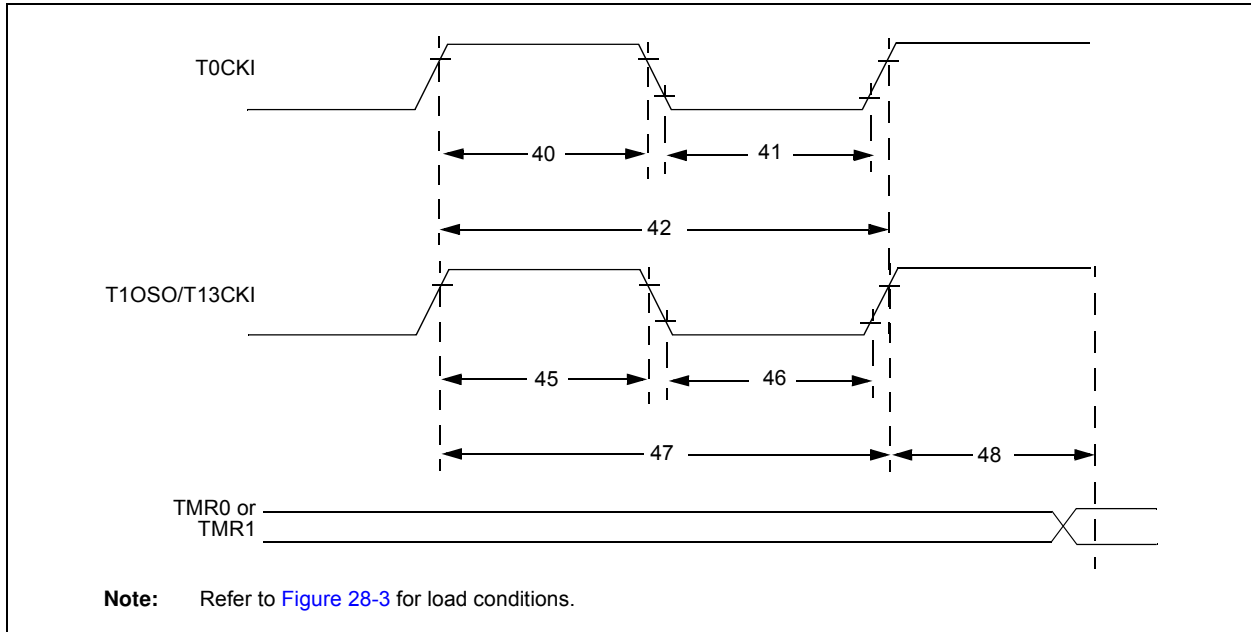 T0CKI
40
41
42
T1OSO/T13CKI
45
46
47
48
TMR0 or
TMR1
Note: Refer to Figure 28-3 for load conditions.